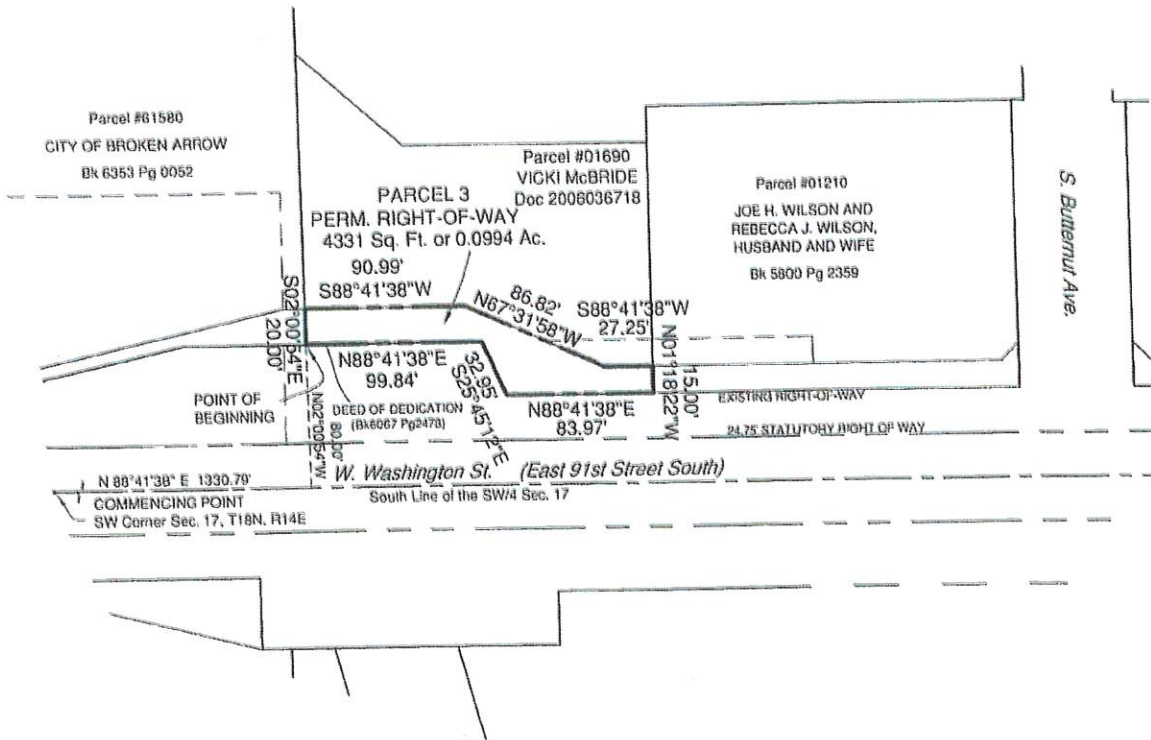 Parcel #61580
CITY OF BROKEN ARROW
Bk 6353 Pg 0052
Parcel #01690
VICKI McBRIDE
Doc 2006036718
PARCEL 3
PERM. RIGHT-OF-WAY
4331 Sq. Ft. or 0.0994 Ac.
90.99'
S88°41'38"W
86.82'
N67°31'58"W
S88°41'38"W
27.25'
Parcel #01210
JOE H. WILSON AND
REBECCA J. WILSON,
HUSBAND AND WIFE
Bk 5800 Pg 2359
S. Butternut Ave.
S02°00'54"E
20.00'
N88°41'38"E
99.84'
32.95
S25°45'12"E
N88°41'38"E
83.97'
N01°18'22"W
15.00'
POINT OF
BEGINNING
DEED OF DEDICATION
(Bk6067 Pg2478)
N02°00'54"W
80.00'
EXISTING RIGHT-OF-WAY
24.75 STATUTORY RIGHT OF WAY
W. Washington St. (East 91st Street South)
South Line of the SW/4 Sec. 17
N 88°41'38" E 1330.79'
COMMENCING POINT
SW Corner Sec. 17, T18N, R14E